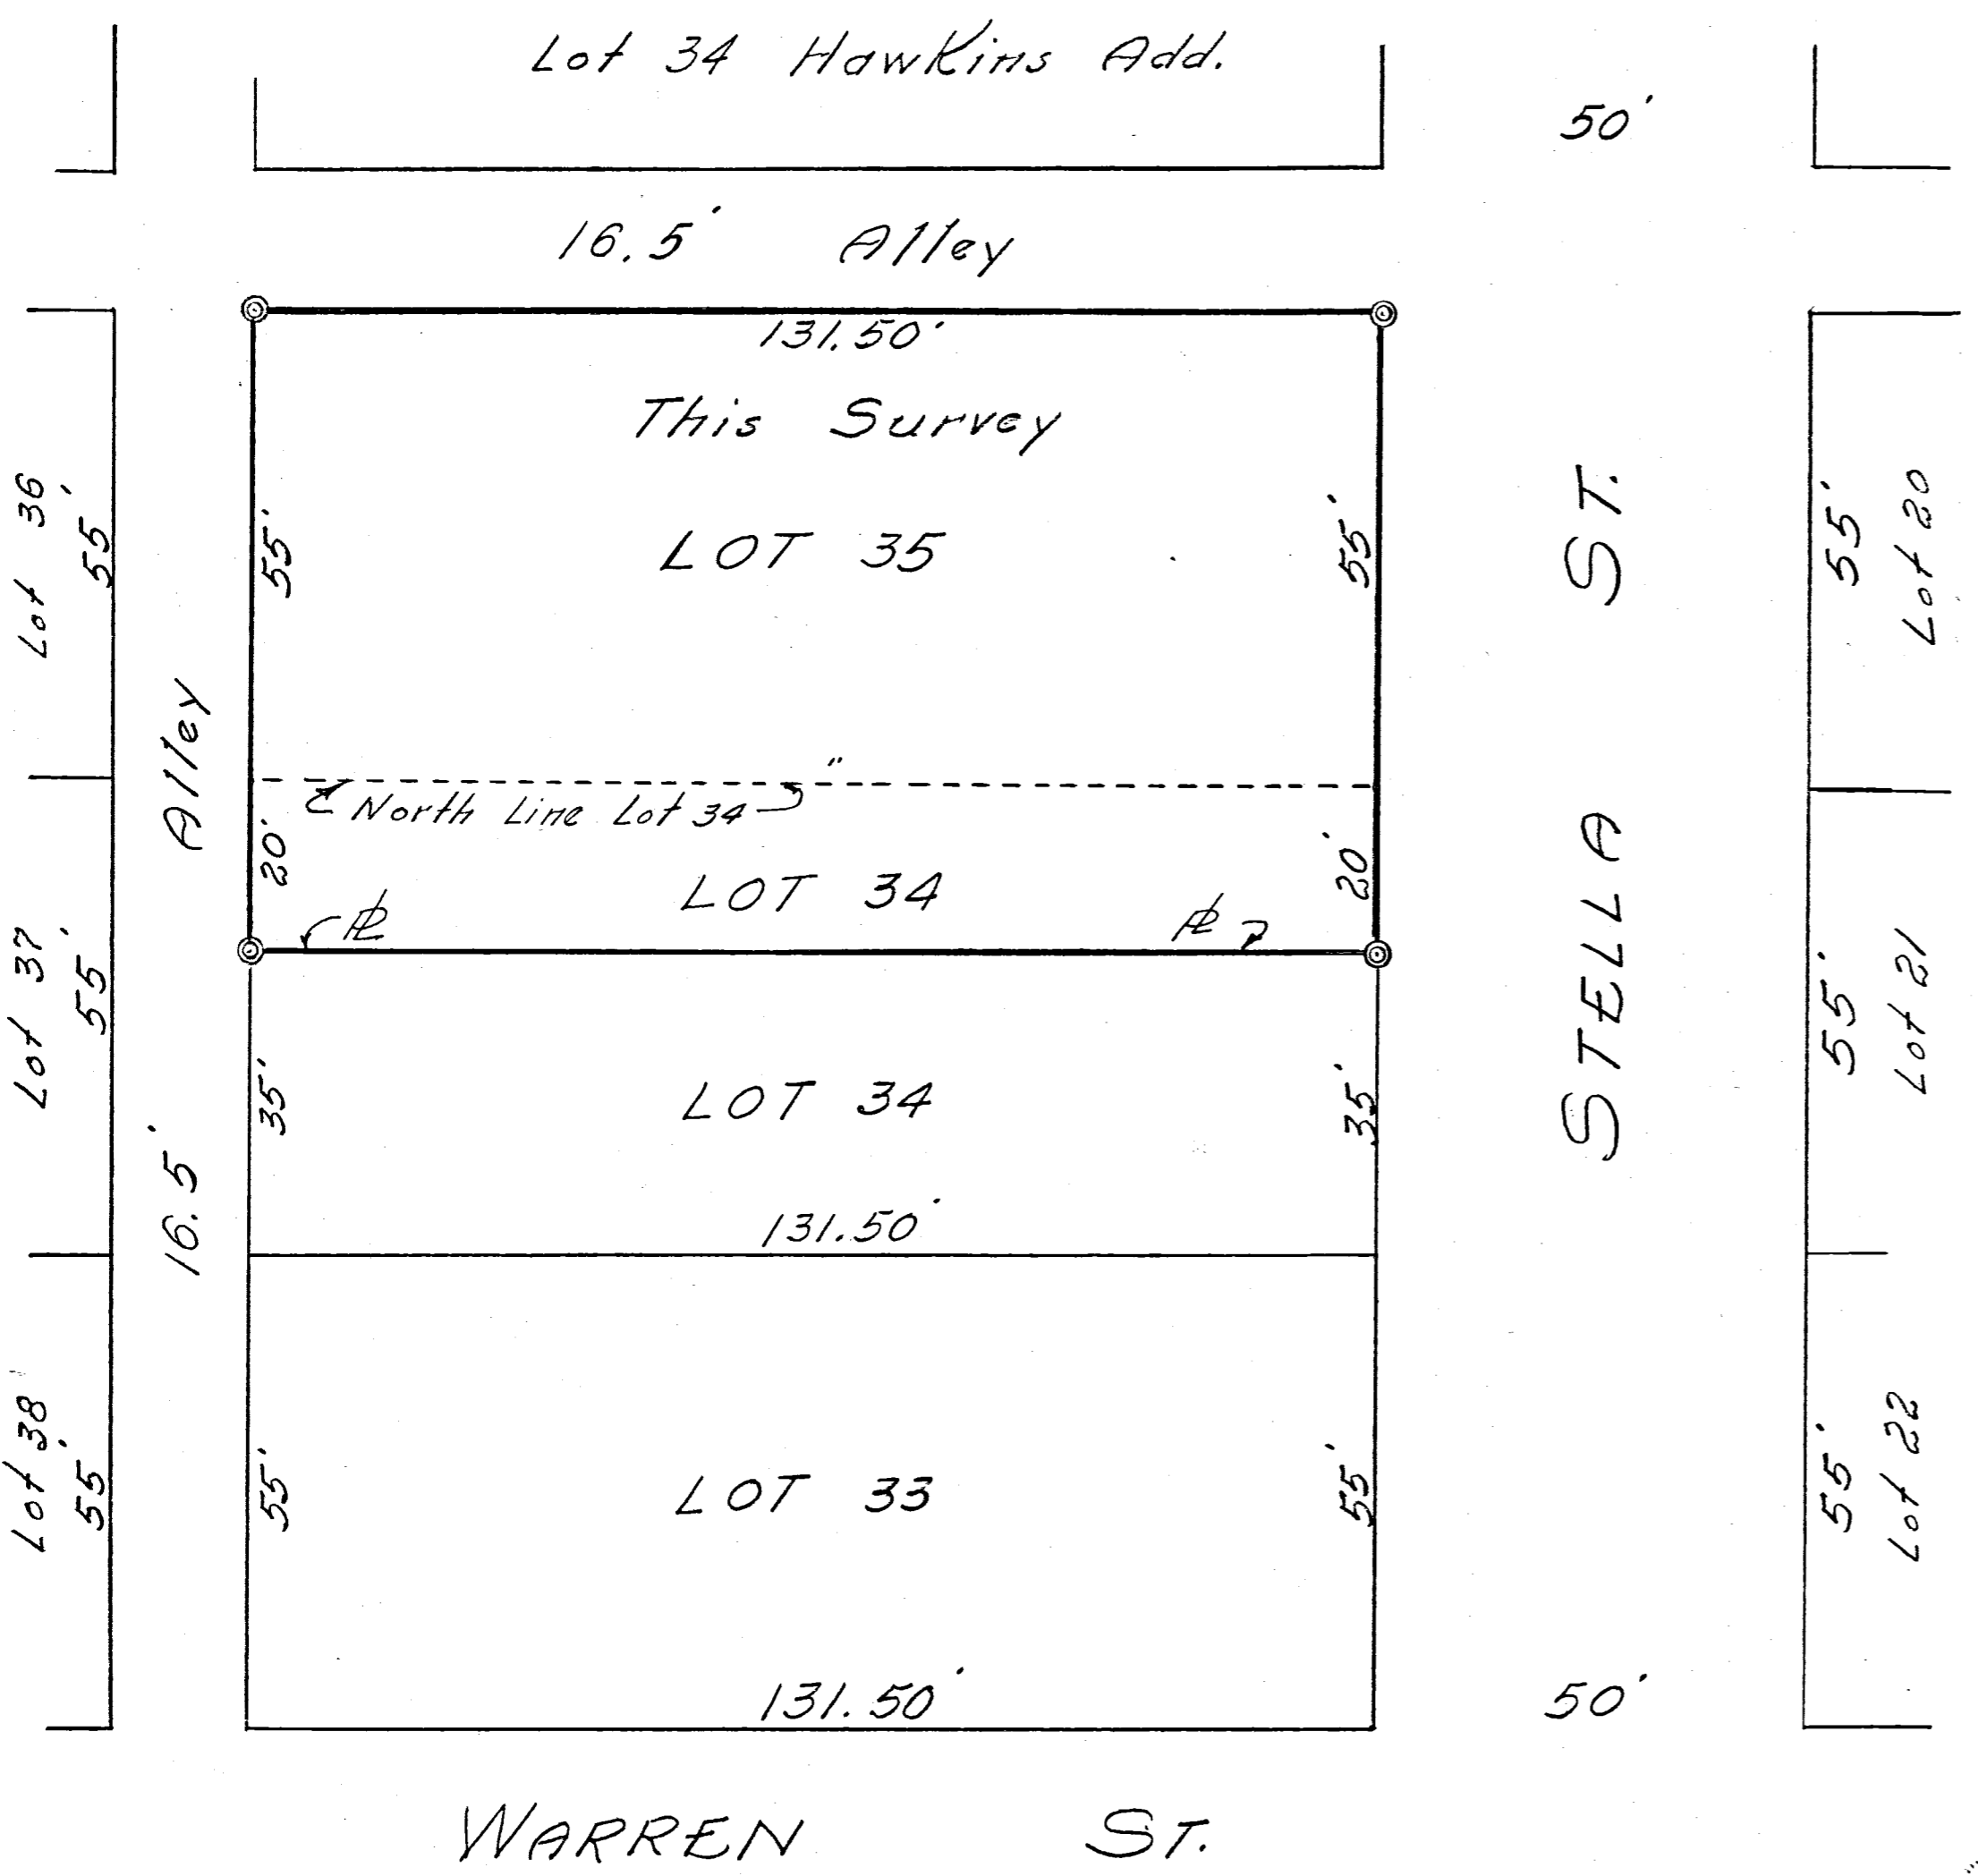 Lot 34 Hawkins Add.
50'
16.5' Alley
131.50'
This Survey
LOT 35
55'
55'
Lot 36
55'
55'
Lot 20
Alley
16.5'
STELLA ST.
"
North Line Lot 34
20'
20'
LOT 34
PL
PL
Lot 37
55'
55'
Lot 21
35'
LOT 34
35'
131.50'
Lot 38
55'
55'
LOT 33
55'
55'
Lot 22
131.50'
50'
WARREN ST.